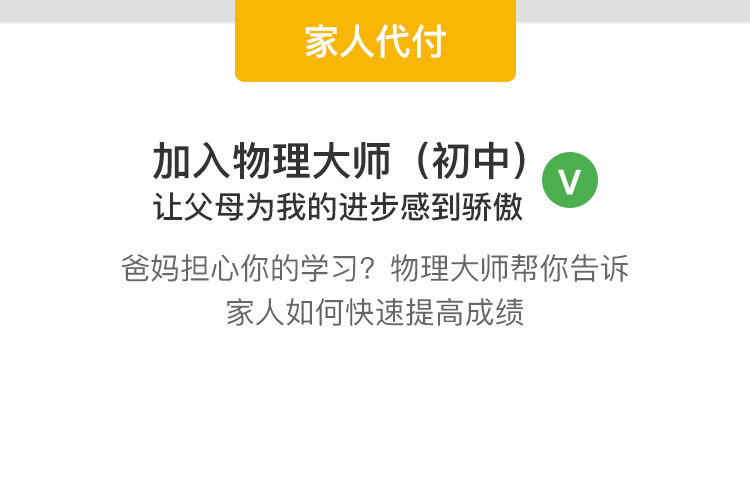 家人代付
加入物理大师（初中）
V
让父母为我的进步感到骄傲
爸妈担心你的学习？物理大师帮你告诉
家人如何快速提高成绩